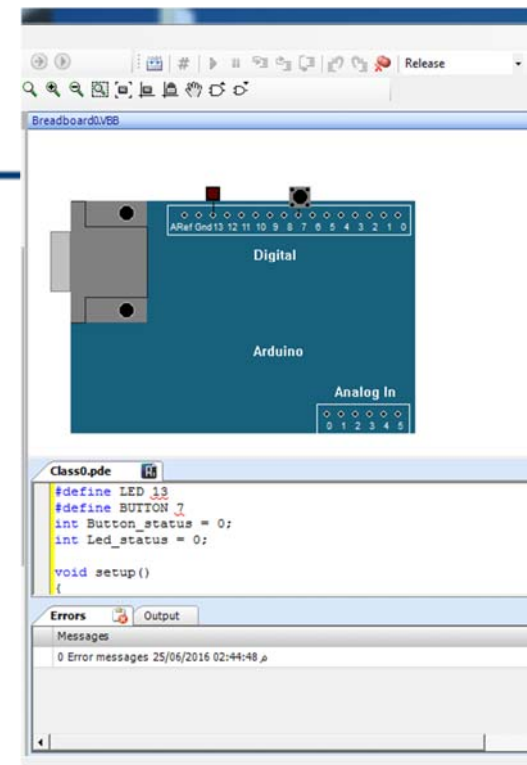 Release
Breadboard0.VBB
ARef Gnd 13 12 11 10 9 8 7 6 5 4 3 2 1 0
Digital
Arduino
Analog In
0 1 2 3 4 5
Class0.pde
#define LED 13
#define BUTTON 7
int Button_status = 0;
int Led_status = 0;
void setup()
{
Errors
Output
Messages
0 Error messages 25/06/2016 02:44:48 م